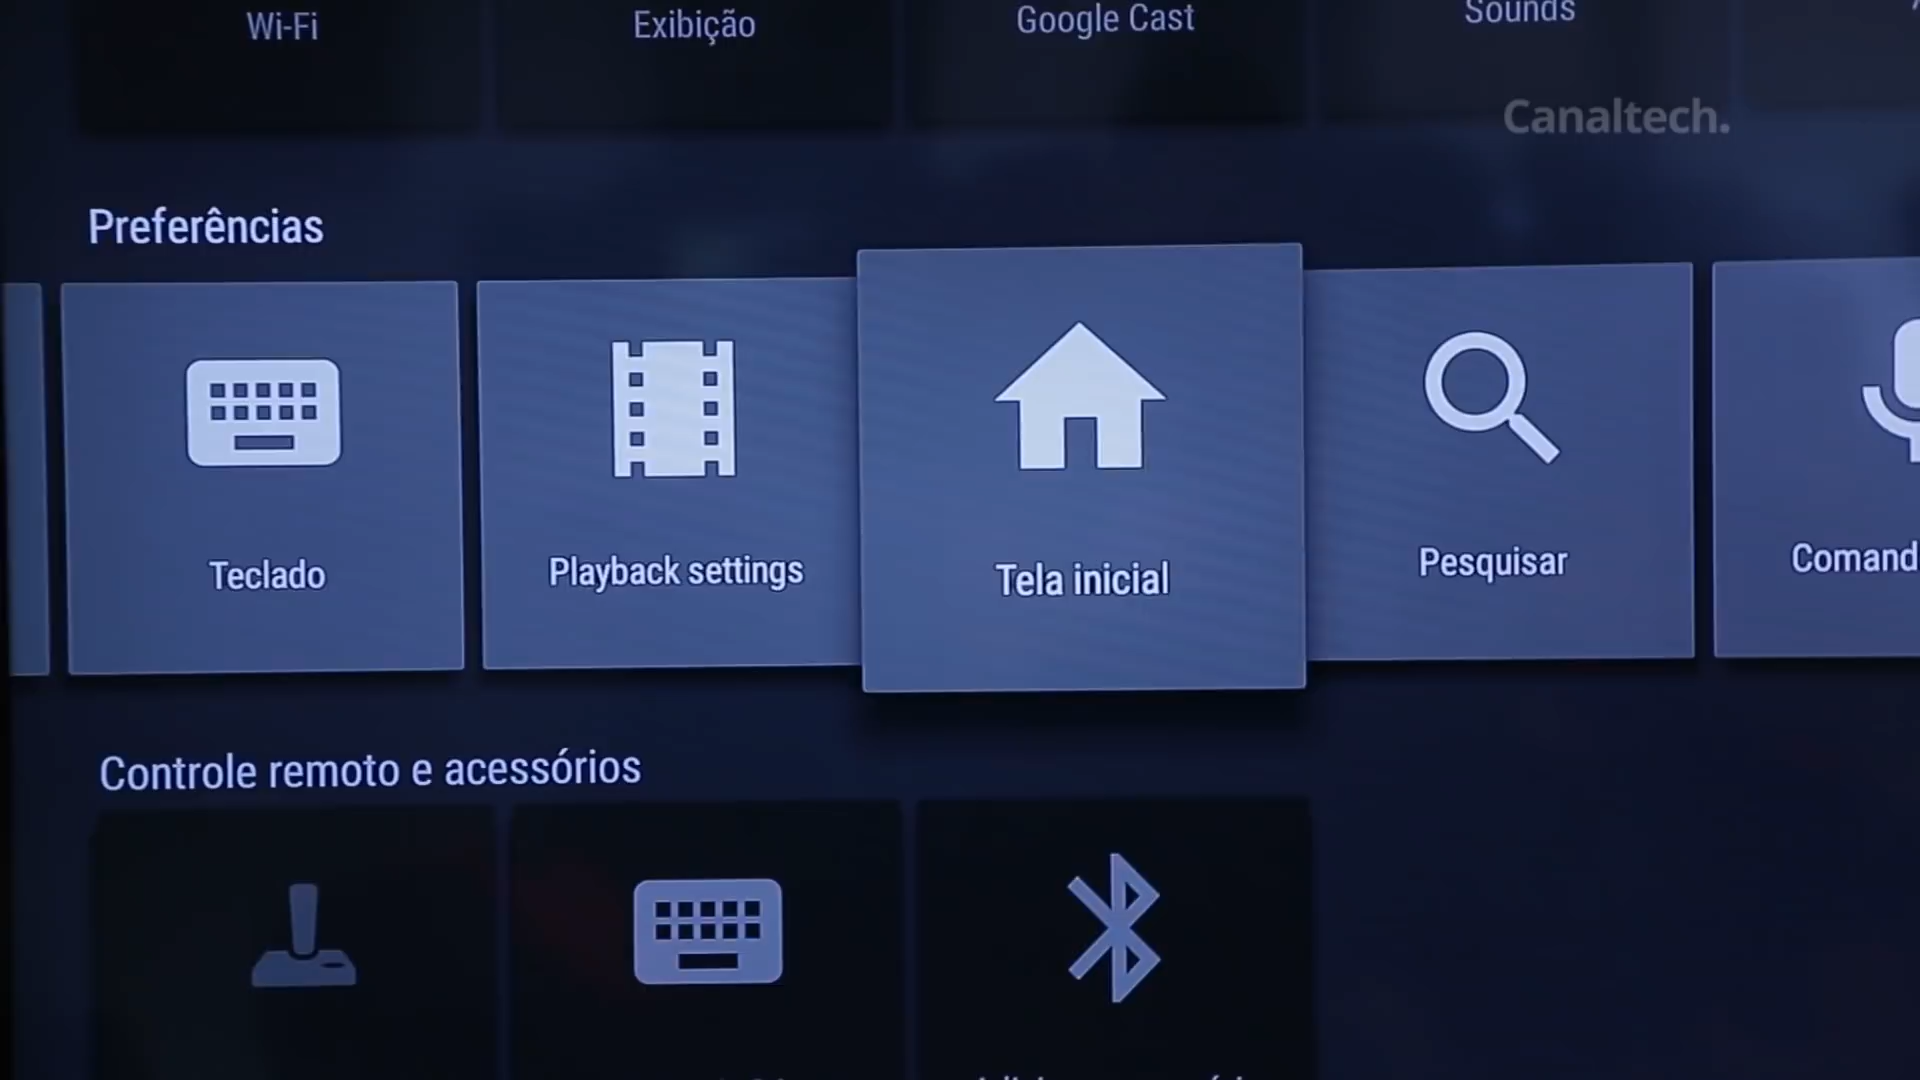 Wi-Fi
Exibição
Google Cast
Sounds
Canaltech.
Preferências
Teclado
Playback settings
Tela inicial
Pesquisar
Comand
Controle remoto e acessórios